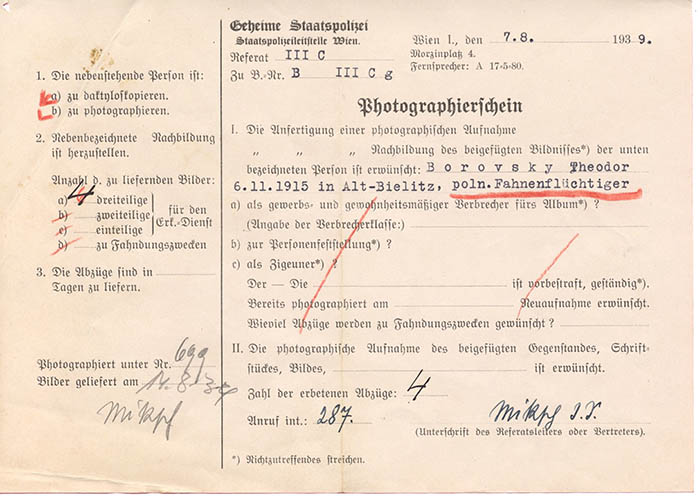 Geheime Staatspolizei
Staatspolizeileitstelle Wien.
Referat III C
Zu B.-Nr. B III C g
Wien I., den 7.8. 1939.
Morzinplatz 4.
Fernsprecher: A 17-5-80.
1. Die nebenstehende Person ist:
a) zu daktyloskopieren.
b) zu photographieren.
2. Nebenbezeichnete Nachbildung
ist herzustellen.
Anzahl d. zu liefernden Bilder:
a) 4 dreiteilige
b) zweiteilige
c) einteilige
für den
Erk.-Dienst
d) zu Fahndungszwecken
3. Die Abzüge sind in
Tagen zu liefern.
Photographiert unter Nr. 699
Bilder geliefert am
Photographierschein
I. Die Anfertigung einer photographischen Aufnahme
„ „ „ Nachbildung des beigefügten Bildnisses*) der unten
bezeichneten Person ist erwünscht: Borovsky Theodor
6.11.1915 in Alt-Bielitz, poln.Fahnenflüchtiger
a) als gewerbs- und gewohnheitsmäßiger Verbrecher fürs Album*) ?
(Angabe der Verbrecherklasse:)
b) zur Personenfeststellung*) ?
c) als Zigeuner*) ?
Der — Die ist vorbestraft, geständig*).
Bereits photographiert am Neuaufnahme erwünscht.
Wieviel Abzüge werden zu Fahndungszwecken gewünscht ?
II. Die photographische Aufnahme des beigefügten Gegenstandes, Schrift-
stückes, Bildes, ist erwünscht.
Zahl der erbetenen Abzüge: 4
Anruf int.: 287.
(Unterschrift des Referatsleiters oder Vertreters).
*) Nichtzutreffendes streichen.